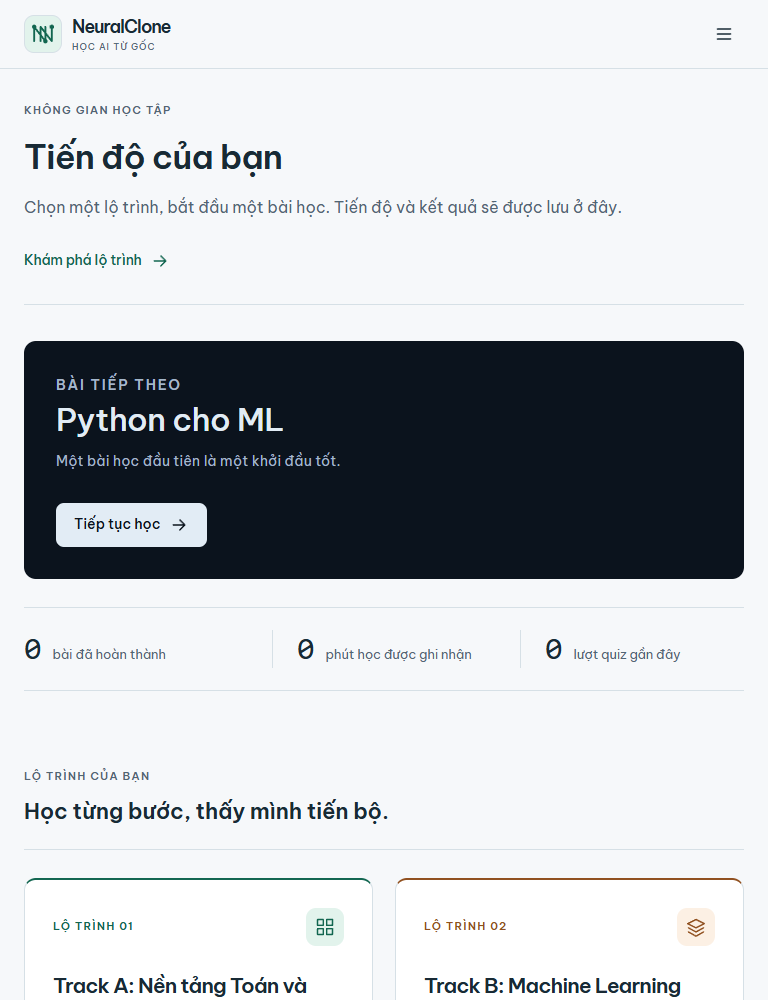 NeuralClone
HỌC AI TỪ GỐC
KHÔNG GIAN HỌC TẬP
Tiến độ của bạn
Chọn một lộ trình, bắt đầu một bài học. Tiến độ và kết quả sẽ được lưu ở đây.
Khám phá lộ trình
BÀI TIẾP THEO
Python cho ML
Một bài học đầu tiên là một khởi đầu tốt.
Tiếp tục học
0 bài đã hoàn thành
0 phút học được ghi nhận
0 lượt quiz gần đây
LỘ TRÌNH CỦA BẠN
Học từng bước, thấy mình tiến bộ.
LỘ TRÌNH 01
LỘ TRÌNH 02
Track A: Nền tảng Toán và
Track B: Machine Learning